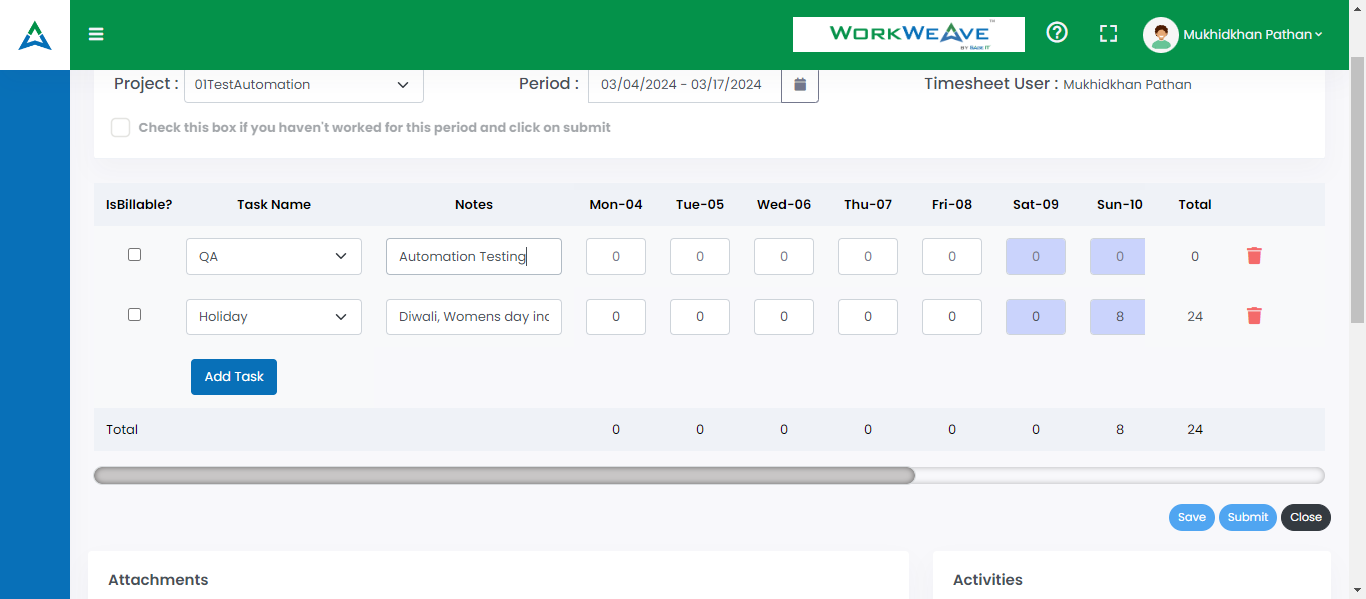 WORKWEAVE ™
BY BASE IT
Mukhidkhan Pathan
Project : 01TestAutomation Period : 03/04/2024 - 03/17/2024 Timesheet User : Mukhidkhan Pathan
Check this box if you haven't worked for this period and click on submit
IsBillable? Task Name Notes Mon-04 Tue-05 Wed-06 Thu-07 Fri-08 Sat-09 Sun-10 Total
QA Automation Testing 0 0 0 0 0 0 0 0
Holiday Diwali, Womens day inc 0 0 0 0 0 0 8 24
Add Task
Total 0 0 0 0 0 0 8 24
Save Submit Close
Attachments Activities